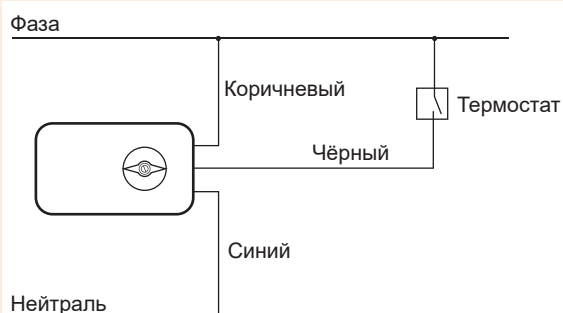 Фаза
Коричневый
Термостат
Чёрный
Синий
Нейтраль